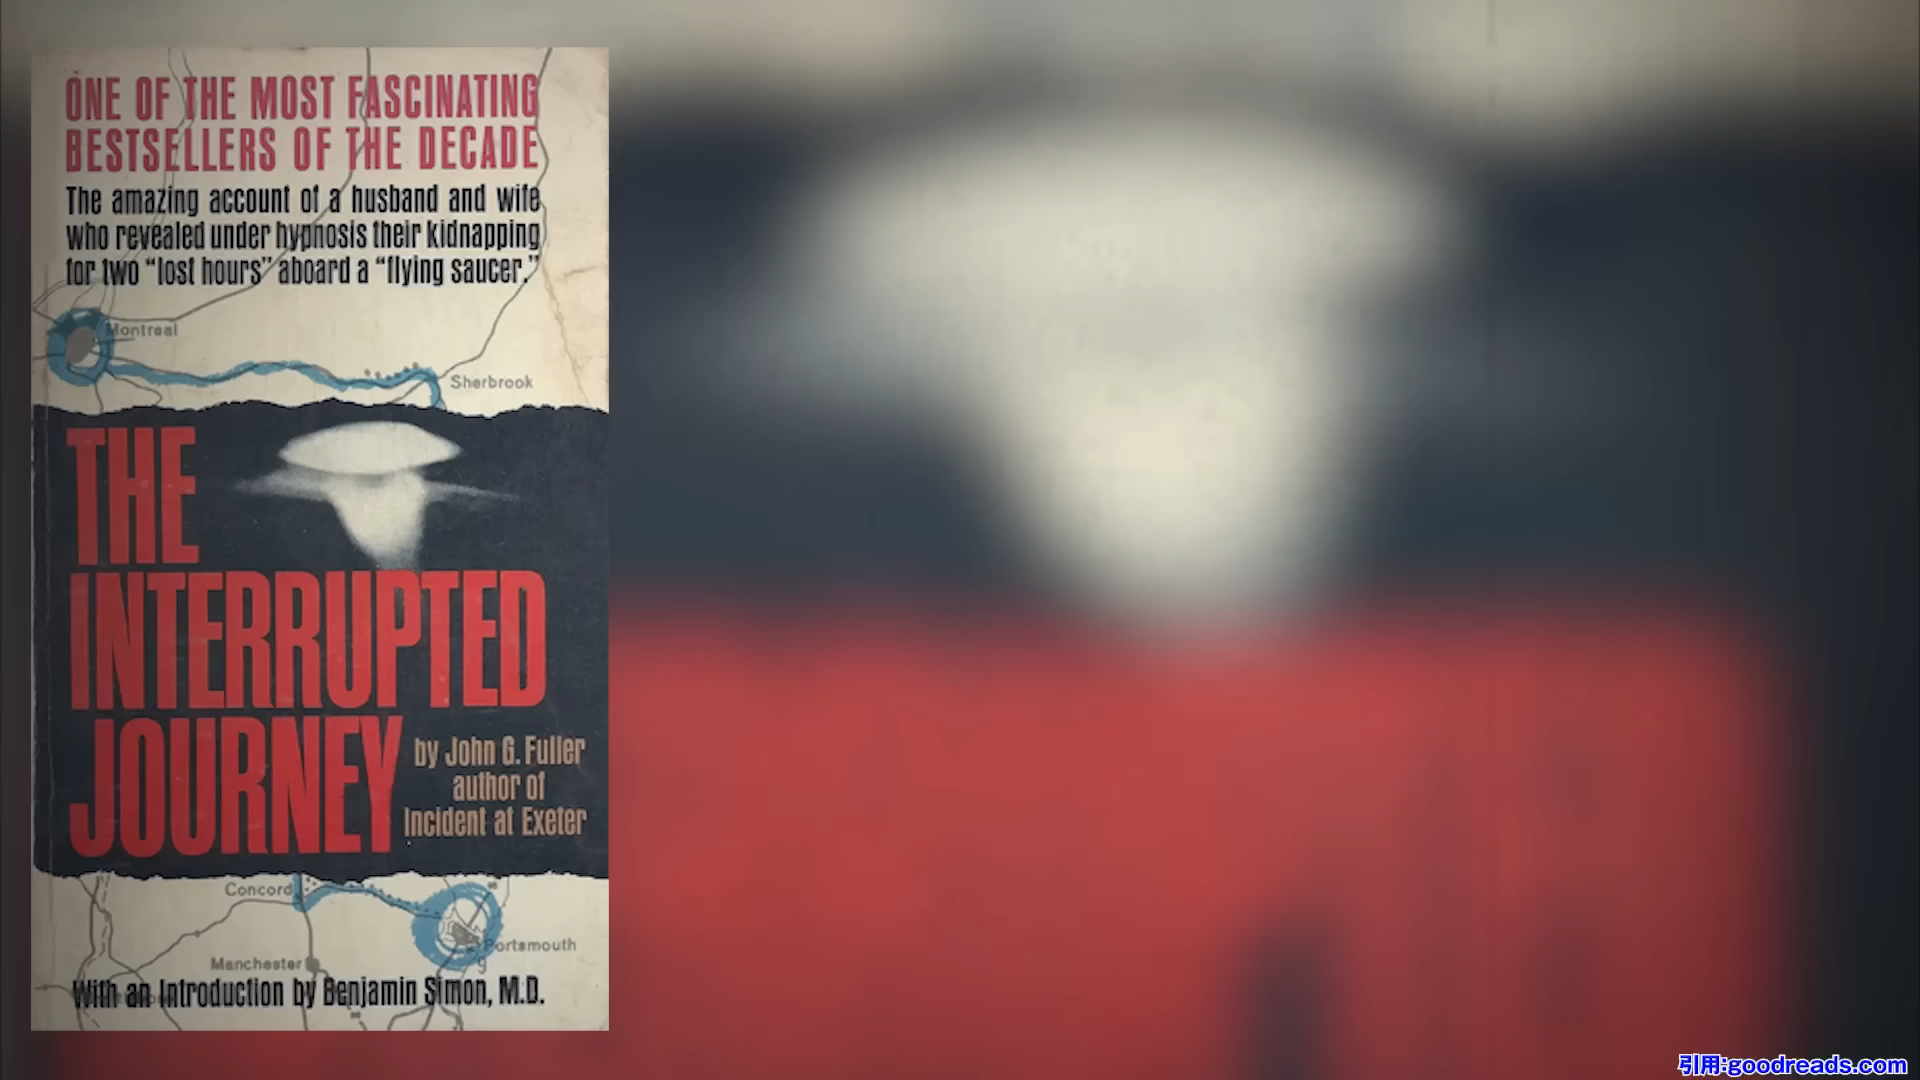 ONE OF THE MOST FASCINATING
BESTSELLERS OF THE DECADE
The amazing account of a husband and wife
who revealed under hypnosis their kidnapping
for two “lost hours” aboard a “flying saucer.”
Montreal
Sherbrook
THE
INTERRUPTED
JOURNEY
by John G. Fuller
author of
Incident at Exeter
Concord
Portsmouth
Manchester
9
With an Introduction by Benjamin Simon, M.D.
引用:goodreads.com